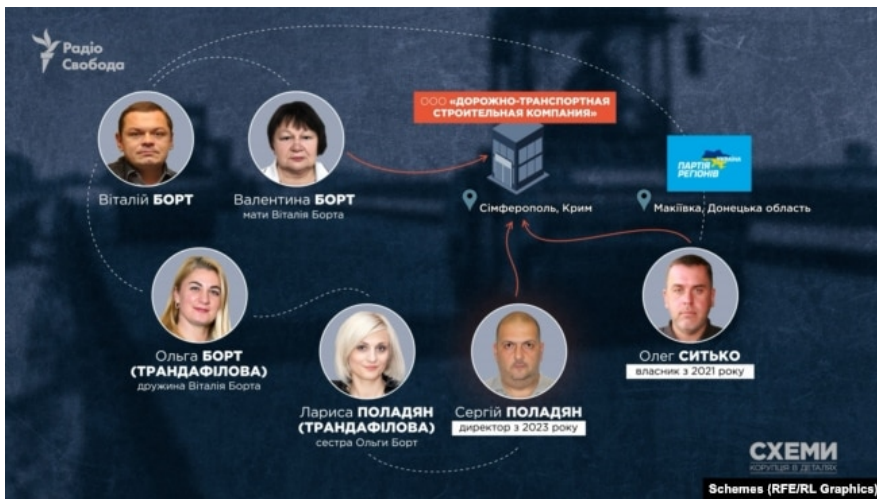 Радіо
Свобода
ООО «ДОРОЖНО-ТРАНСПОРТНАЯ
СТРОИТЕЛЬНАЯ КОМПАНИЯ»
ПАРТІЯ
РЕГІОНІВ
УКРАЇНА
Віталій БОРТ
Валентина БОРТ
мати Віталія Борта
Сімферополь, Крим
Макіївка, Донецька область
Ольга БОРТ
(ТРАНДАФІЛОВА)
дружина Віталія Борта
Лариса ПОЛАДЯН
(ТРАНДАФІЛОВА)
сестра Ольги Борт
Сергій ПОЛАДЯН
директор з 2023 року
Олег СИТЬКО
власник з 2021 року
СХЕМИ
КОРУПЦІЯ В ДЕТАЛЯХ
Schemes (RFE/RL Graphics)